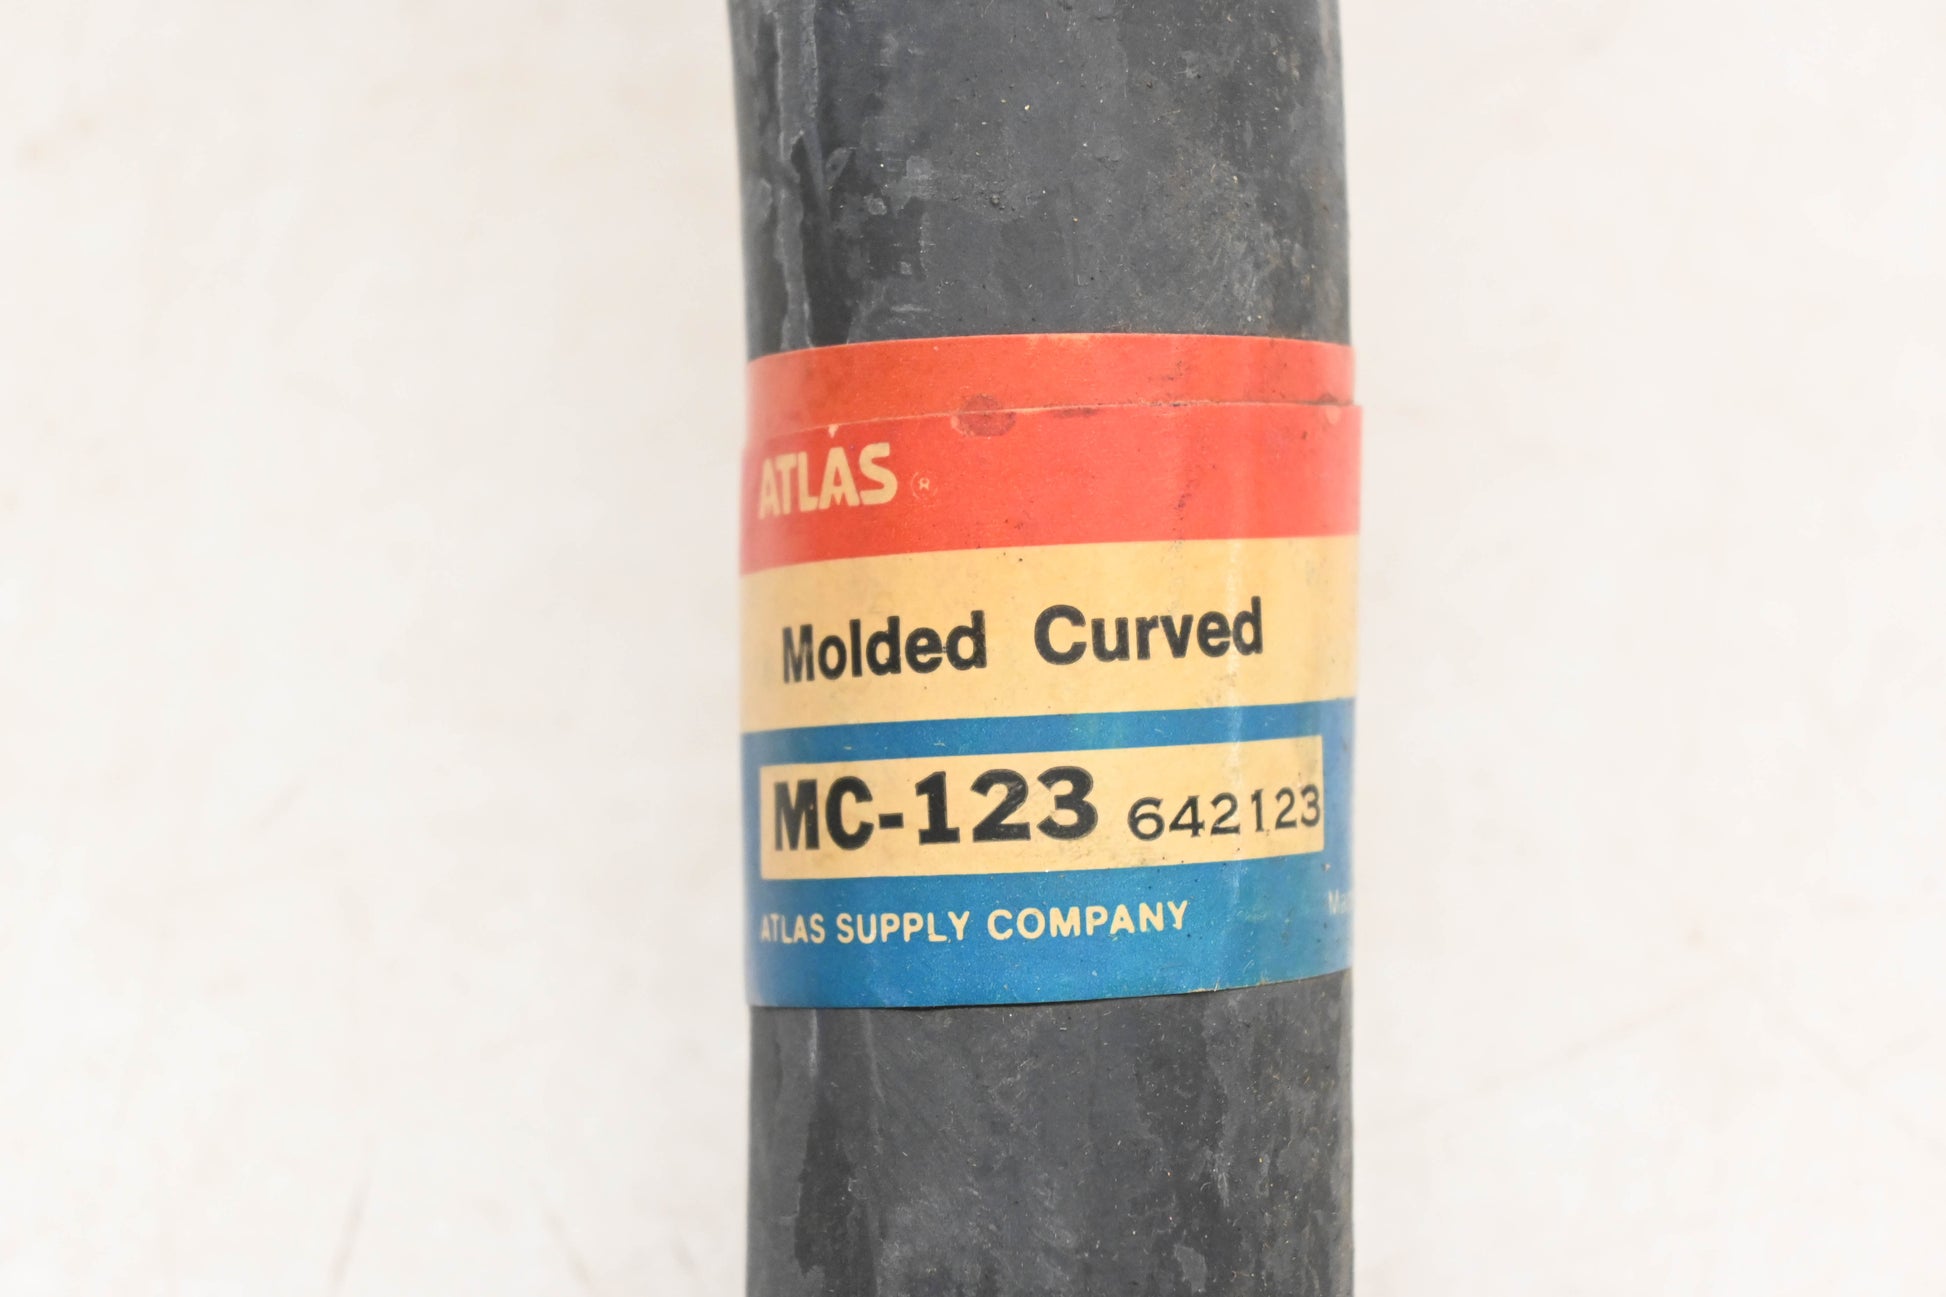 ATLAS ®
Molded Curved
MC-123 642123
ATLAS SUPPLY COMPANY